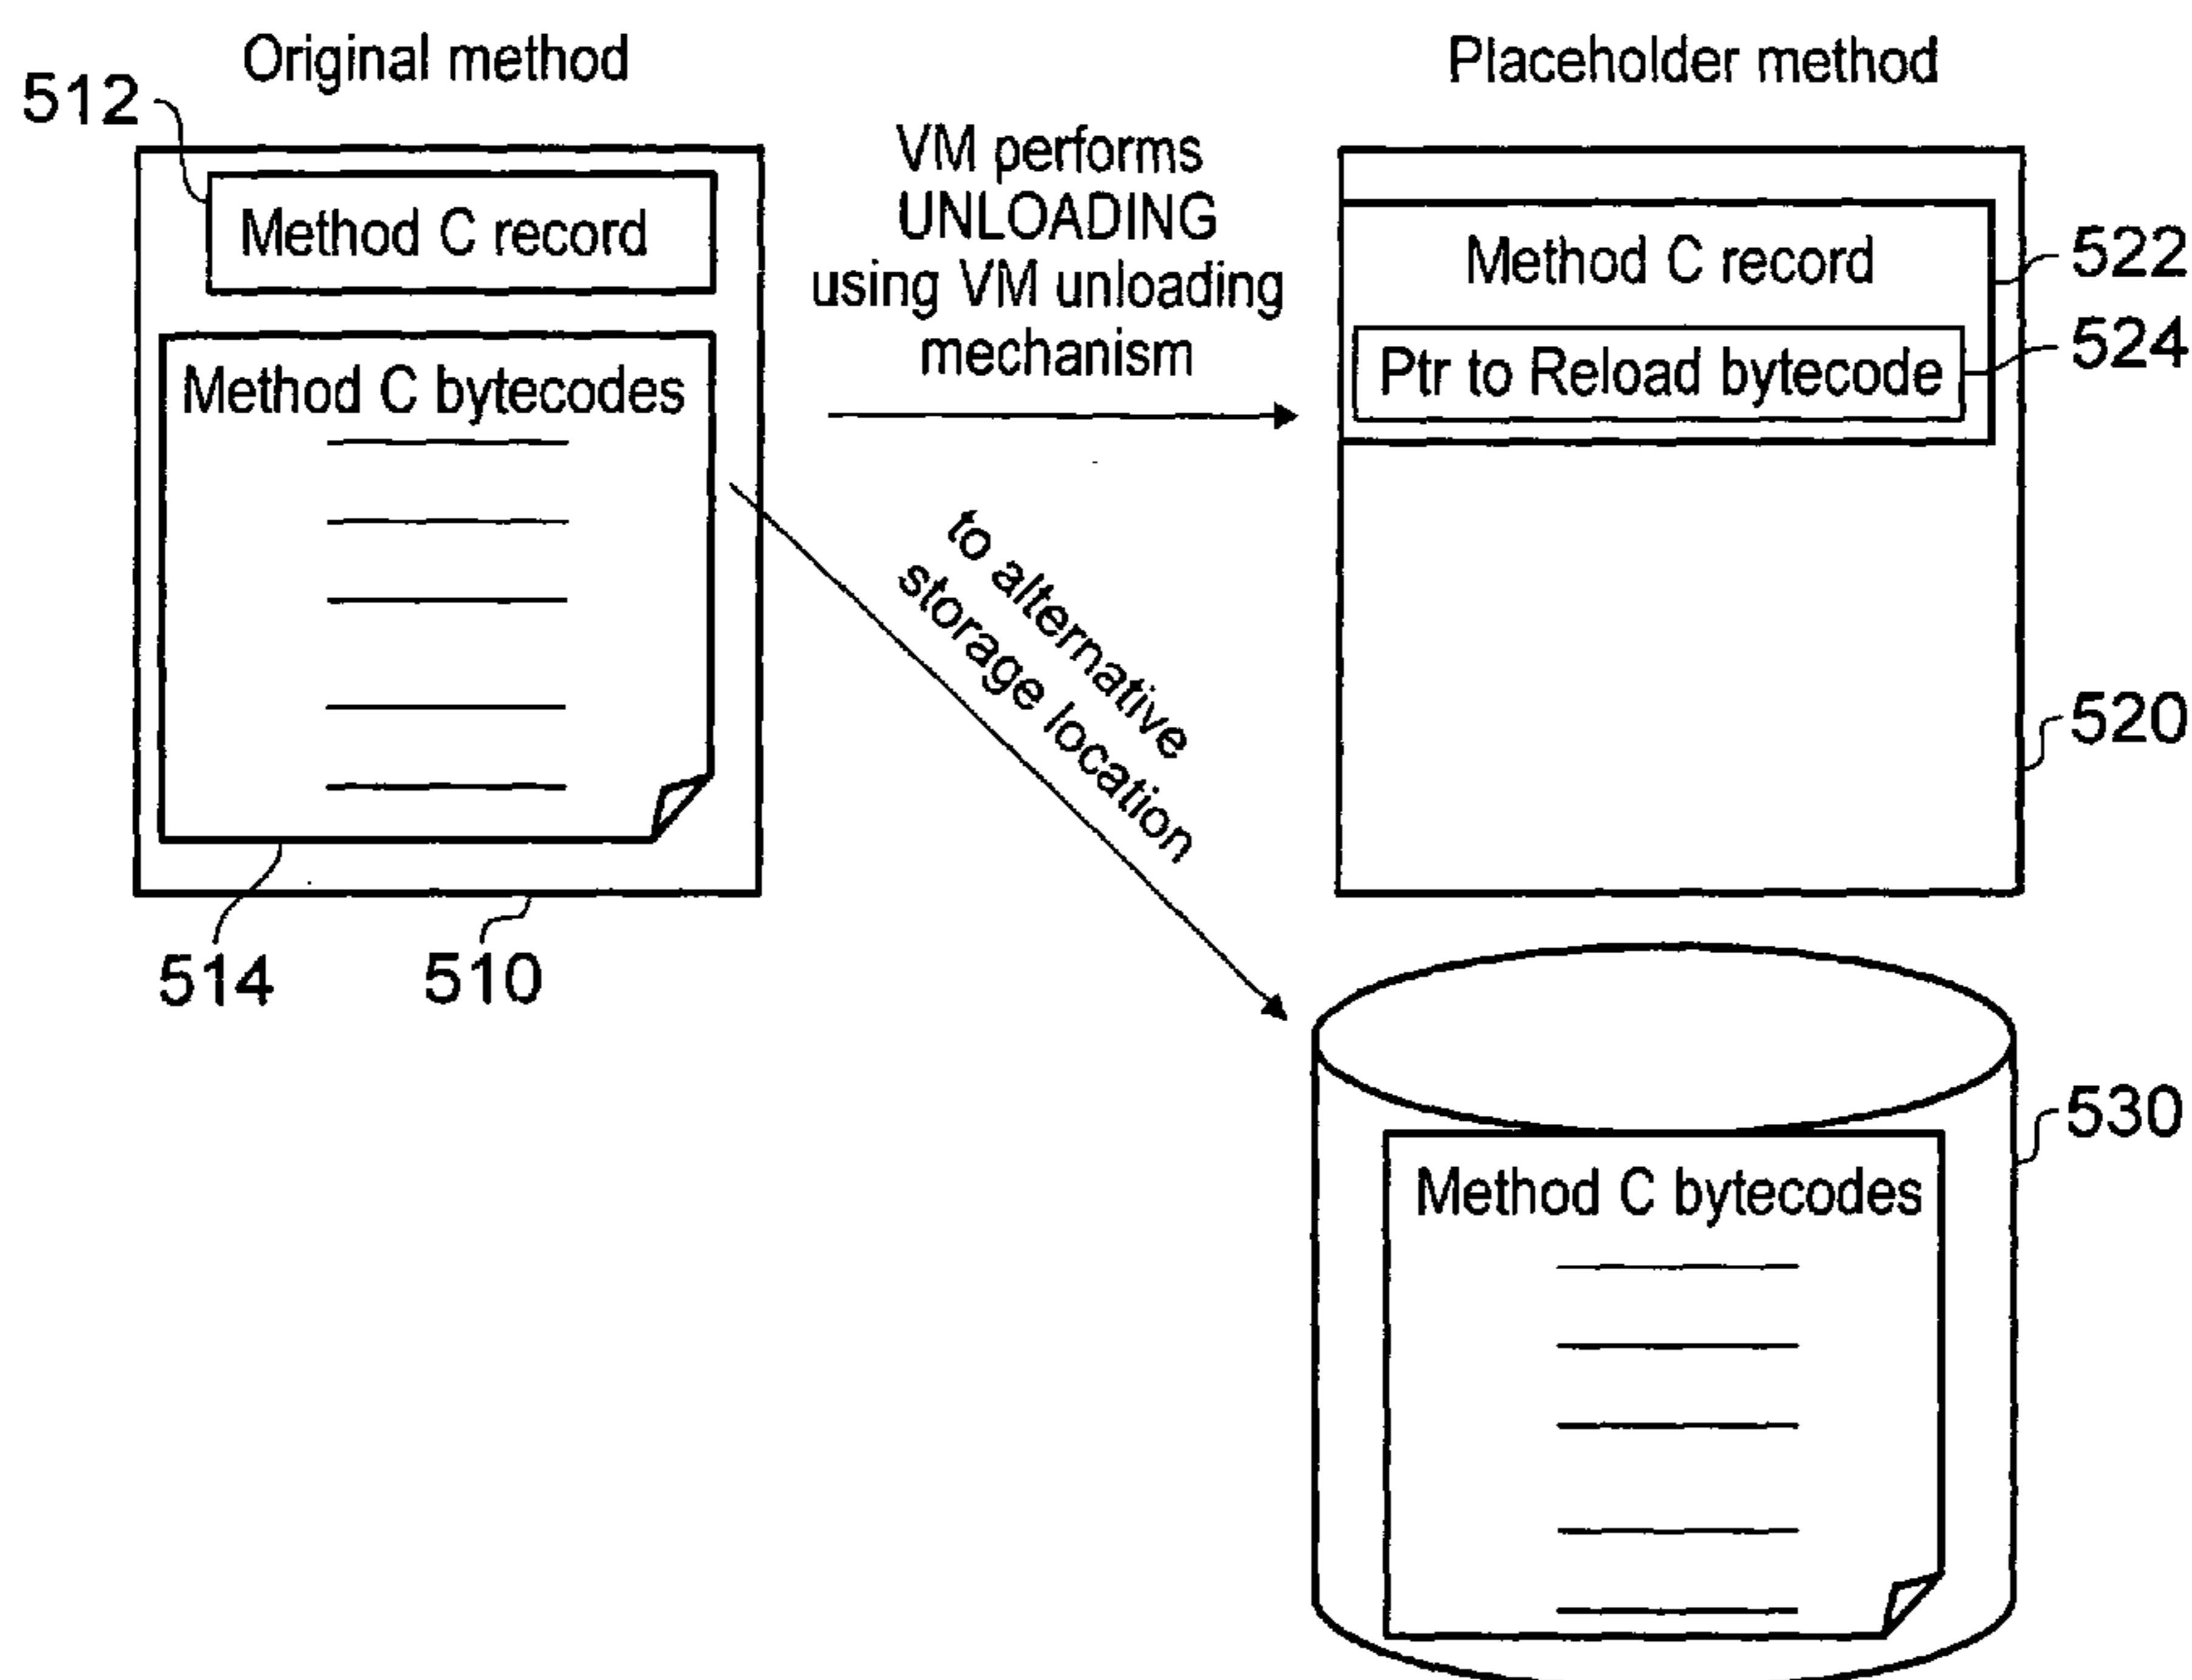 Original method
512
Method C record
Method C bytecodes
514
510
VM performs
UNLOADING
using VM unloading
mechanism
to alternative
storage location
Placeholder method
Method C record
522
Ptr to Reload bytecode
524
520
530
Method C bytecodes